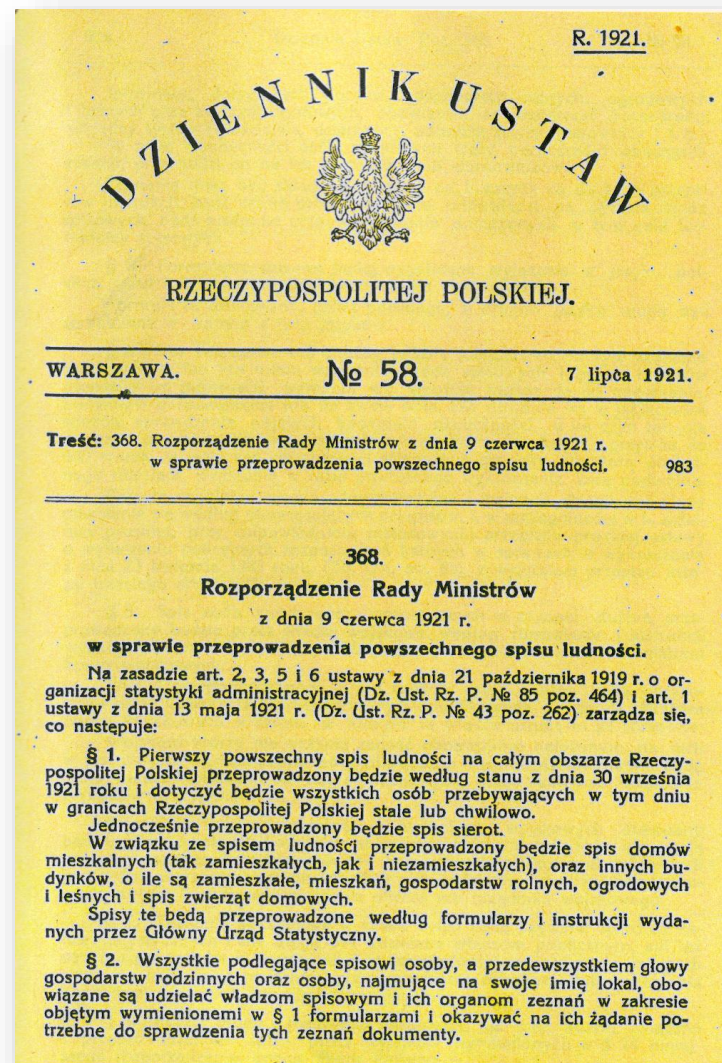 R. 1921.
DZIENNIK USTAW
RZECZYPOSPOLITEJ POLSKIEJ.
WARSZAWA. № 58. 7 lipca 1921.
Treść: 368. Rozporządzenie Rady Ministrów z dnia 9 czerwca 1921 r.
w sprawie przeprowadzenia powszechnego spisu ludności. 983
368.
Rozporządzenie Rady Ministrów
z dnia 9 czerwca 1921 r.
w sprawie przeprowadzenia powszechnego spisu ludności.
Na zasadzie art. 2, 3, 5 i 6 ustawy z dnia 21 października 1919 r. o or-
ganizacji statystyki administracyjnej (Dz. Ust. Rz. P. № 85 poz. 464) i art. 1
ustawy z dnia 13 maja 1921 r. (Dz. Ust. Rz. P. № 43 poz. 262) zarządza się,
co następuje:
§ 1. Pierwszy powszechny spis ludności na całym obszarze Rzeczy-
pospolitej Polskiej przeprowadzony będzie według stanu z dnia 30 września
1921 roku i dotyczyć będzie wszystkich osób przebywających w tym dniu
w granicach Rzeczypospolitej Polskiej stale lub chwilowo.
Jednocześnie przeprowadzony będzie spis sierot.
W związku ze spisem ludności przeprowadzony będzie spis domów
mieszkalnych (tak zamieszkałych, jak i niezamieszkałych), oraz innych bu-
dynków, o ile są zamieszkałe, mieszkań, gospodarstw rolnych, ogrodowych
i leśnych i spis zwierząt domowych.
Spisy te będą przeprowadzone według formularzy i instrukcji wyda-
nych przez Główny Urząd Statystyczny.
§ 2. Wszystkie podlegające spisowi osoby, a przedewszystkiem głowy
gospodarstw rodzinnych oraz osoby, najmujące na swoje imię lokal, obo-
wiązane są udzielać władzom spisowym i ich organom zeznań w zakresie
objętym wymienionemi w § 1 formularzami i okazywać na ich żądanie po-
trzebne do sprawdzenia tych zeznań dokumenty.